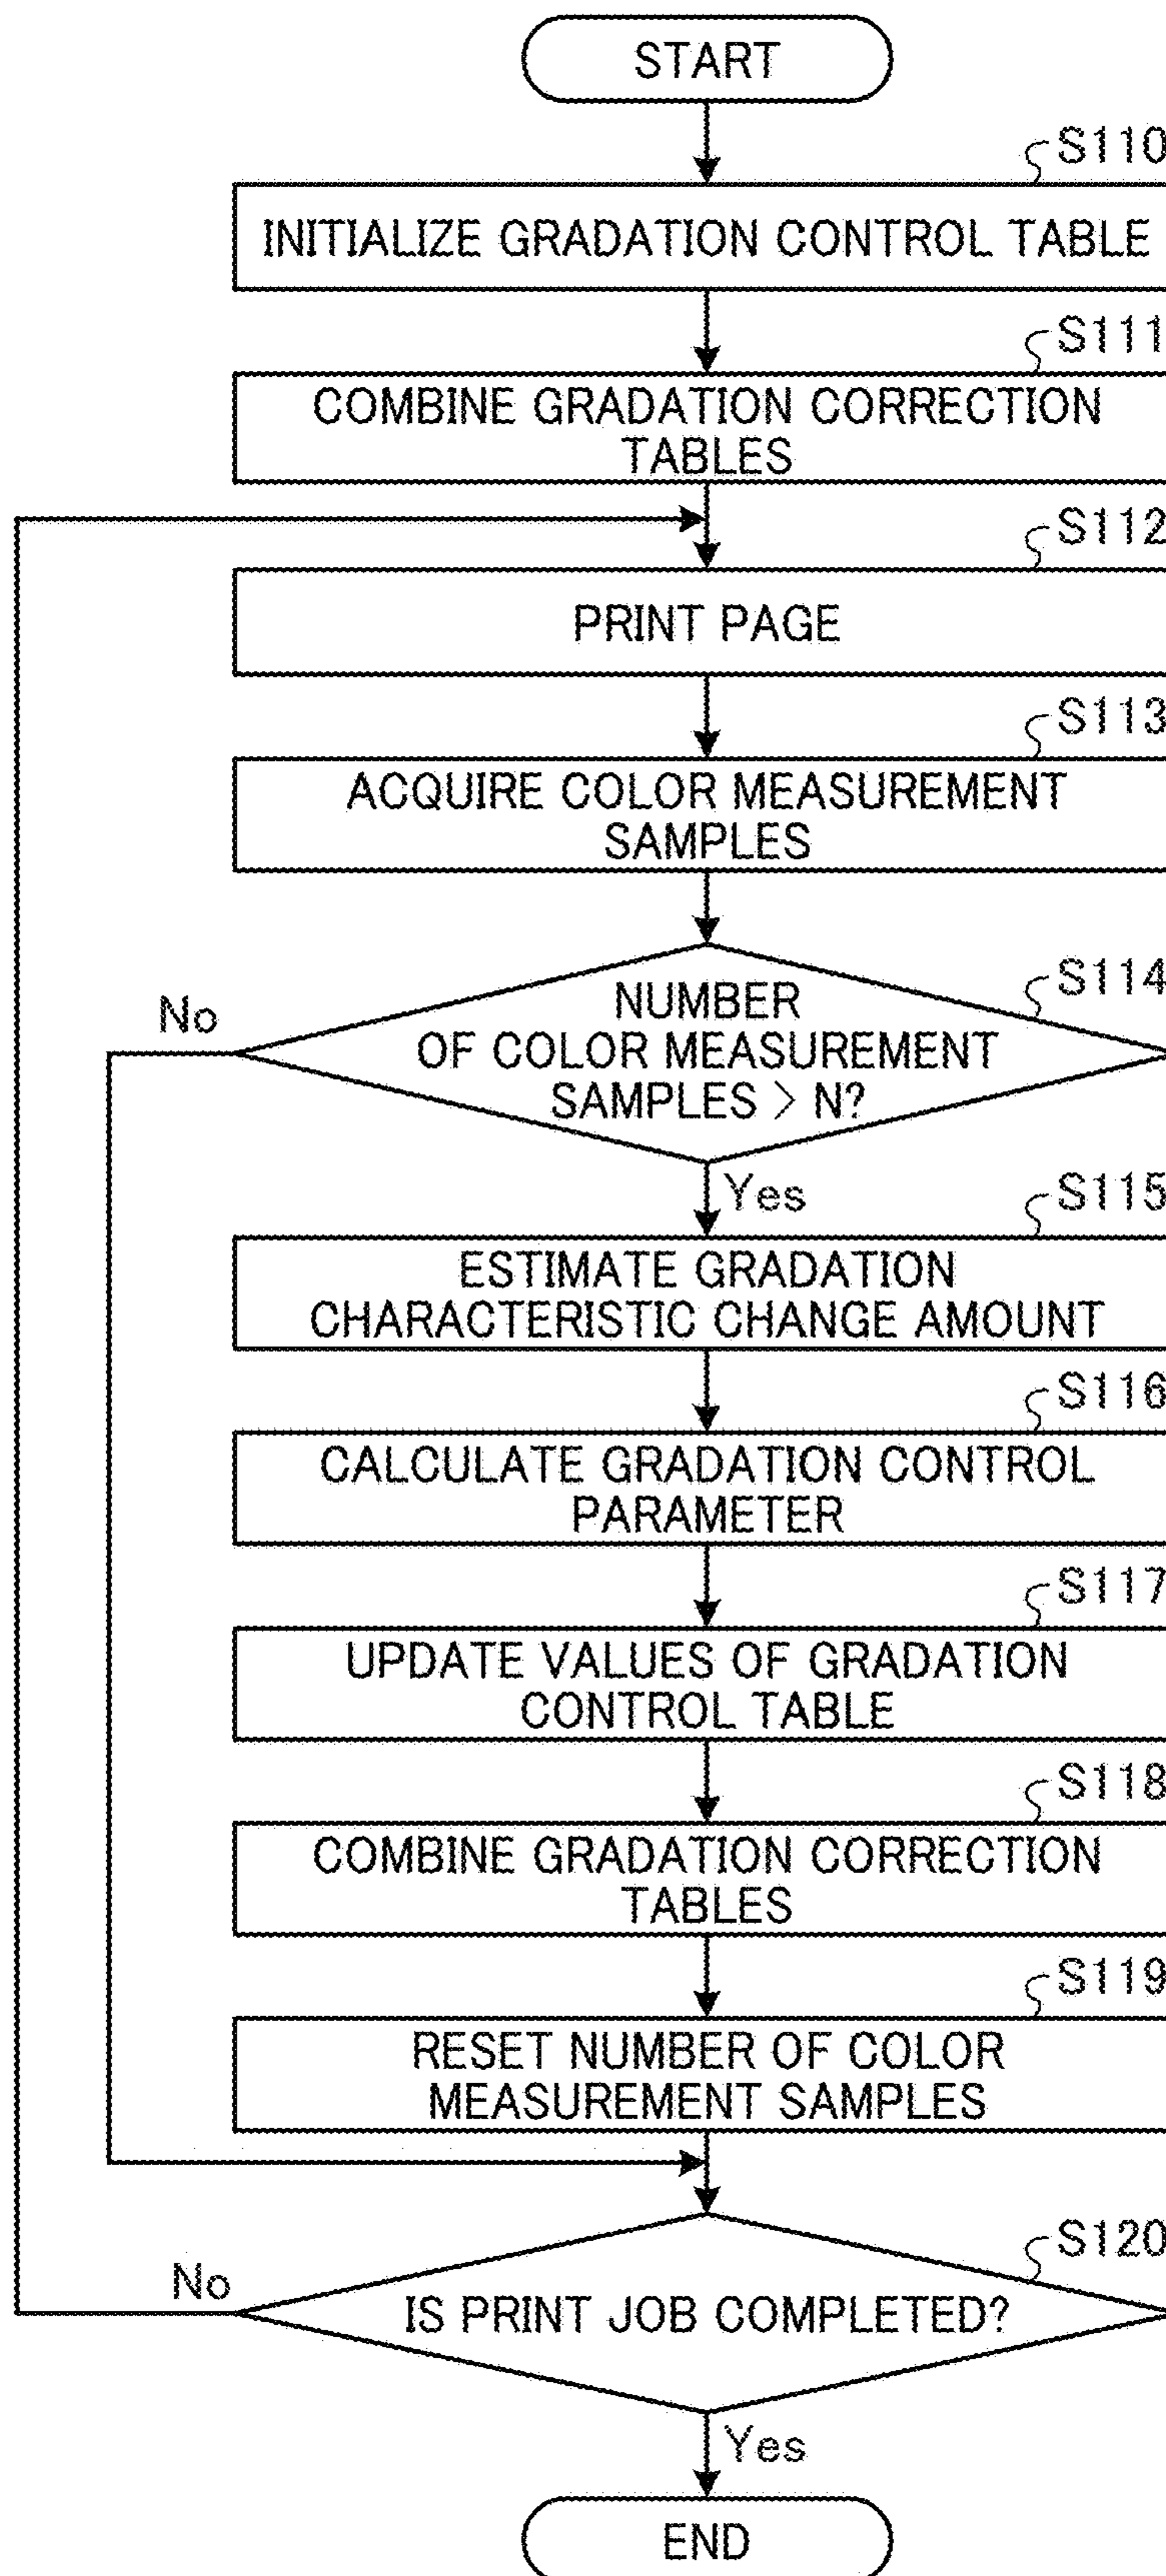 START
S110
INITIALIZE GRADATION CONTROL TABLE
S111
COMBINE GRADATION CORRECTION
TABLES
S112
PRINT PAGE
S113
ACQUIRE COLOR MEASUREMENT
SAMPLES
S114
No
NUMBER
OF COLOR MEASUREMENT
SAMPLES > N?
Yes
S115
ESTIMATE GRADATION
CHARACTERISTIC CHANGE AMOUNT
S116
CALCULATE GRADATION CONTROL
PARAMETER
S117
UPDATE VALUES OF GRADATION
CONTROL TABLE
S118
COMBINE GRADATION CORRECTION
TABLES
S119
RESET NUMBER OF COLOR
MEASUREMENT SAMPLES
S120
No
IS PRINT JOB COMPLETED?
Yes
END